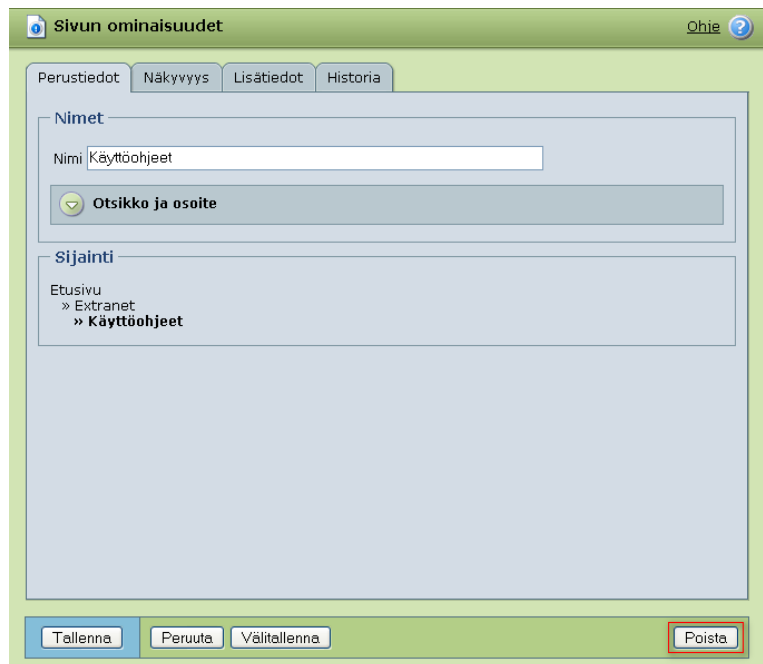 Sivun ominaisuudet Ohje
Perustiedot Näkyvyys Lisätiedot Historia
Nimet
Nimi Käyttöohjeet
Otsikko ja osoite
Sijainti
Etusivu
» Extranet
» Käyttöohjeet
Tallenna Peruuta Välitallenna Poista